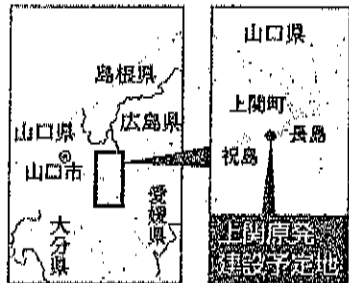 島根県
広島県
山口県
山口市
愛媛県
大分県
山口県
上関町
長島
祝島
上関原発
建設予定地